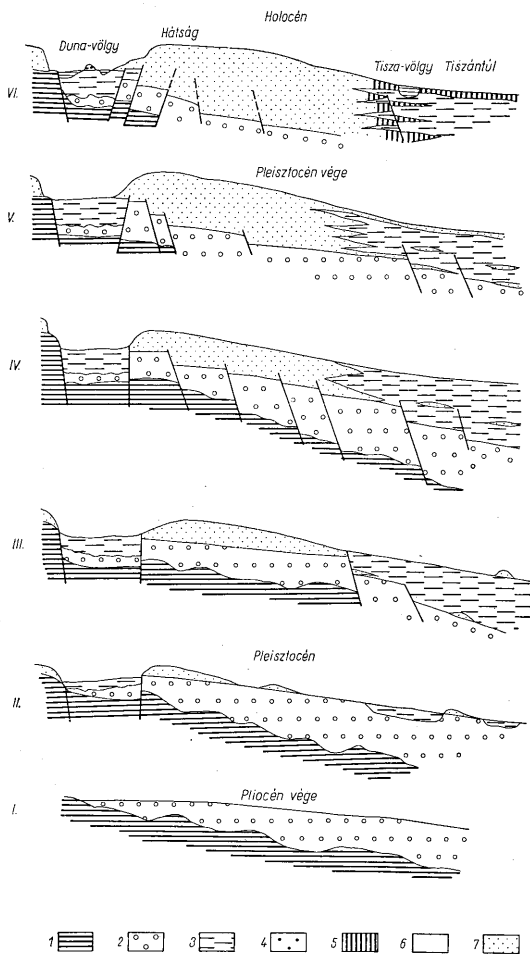 Holocén
Duna-völgy
Hátság
Tisza-völgy Tiszántúl
VI.
Pleisztocén vége
V.
IV.
III.
Pleisztocén
II.
Pliocén vége
I.
1 2 3 4 5 6 7